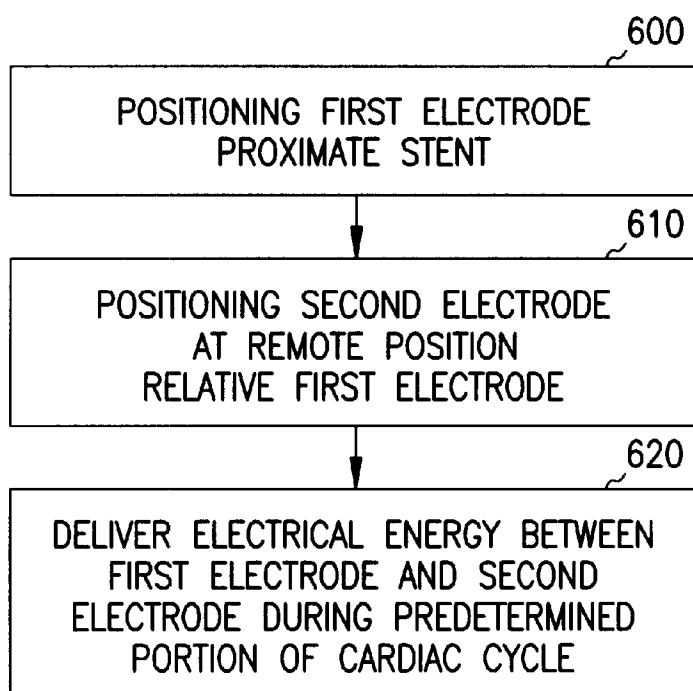 600
POSITIONING FIRST ELECTRODE
PROXIMATE STENT
610
POSITIONING SECOND ELECTRODE
AT REMOTE POSITION
RELATIVE FIRST ELECTRODE
620
DELIVER ELECTRICAL ENERGY BETWEEN
FIRST ELECTRODE AND SECOND
ELECTRODE DURING PREDETERMINED
PORTION OF CARDIAC CYCLE